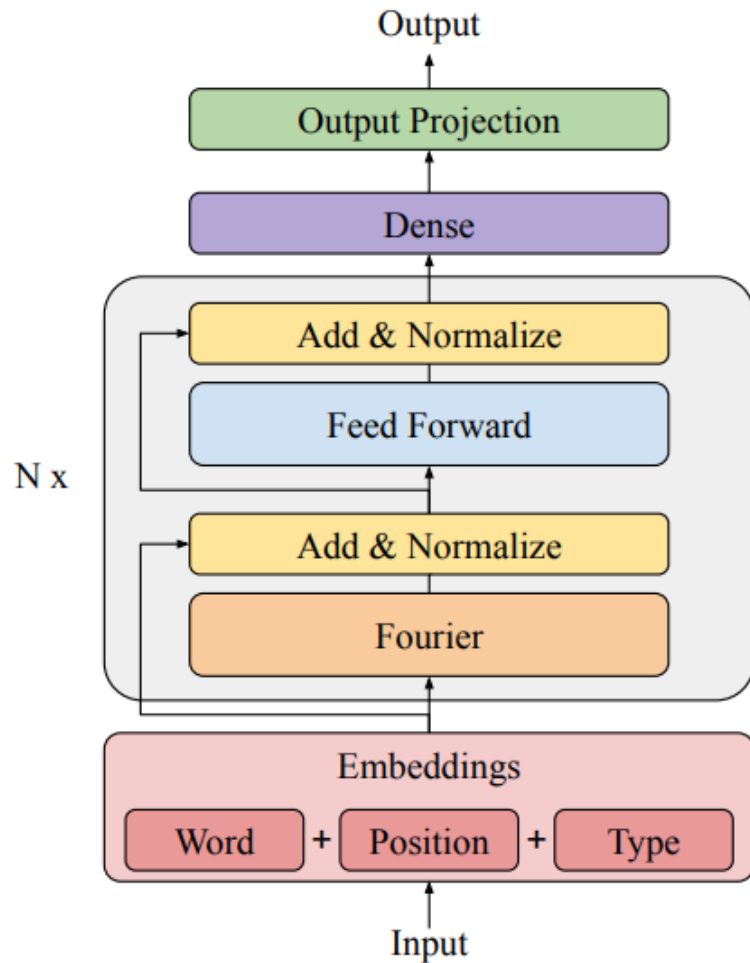 Output
Output Projection
Dense
Add & Normalize
Feed Forward
N x
Add & Normalize
Fourier
Embeddings
Word + Position + Type
Input